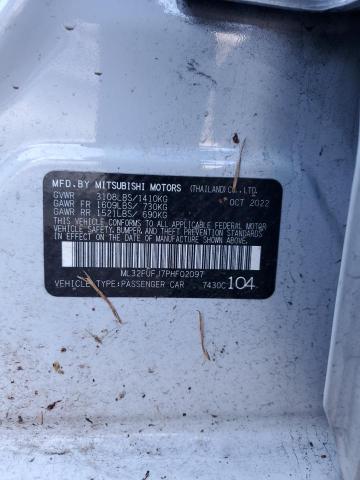 MFD.BY MITSUBISHI MOTORS (THAILAND)CO.,LTD.
GVWR 3108LBS/1410KG OCT 2022
GAWR FR 1609LBS/ 730KG
GAWR RR 1521LBS/ 690KG
THIS VEHICLE CONFORMS TO ALL APPLICABLE FEDERAL
MOTOR VEHICLE SAFETY, BUMPER, AND THEFT PREVENTION
STANDARDS IN EFFECT ON THE DATE OF MANUFACTURE
SHOWN ABOVE.
ML32FUFJ7PHF02097
VEHICLE TYPE:PASSENGER CAR 7430C 104